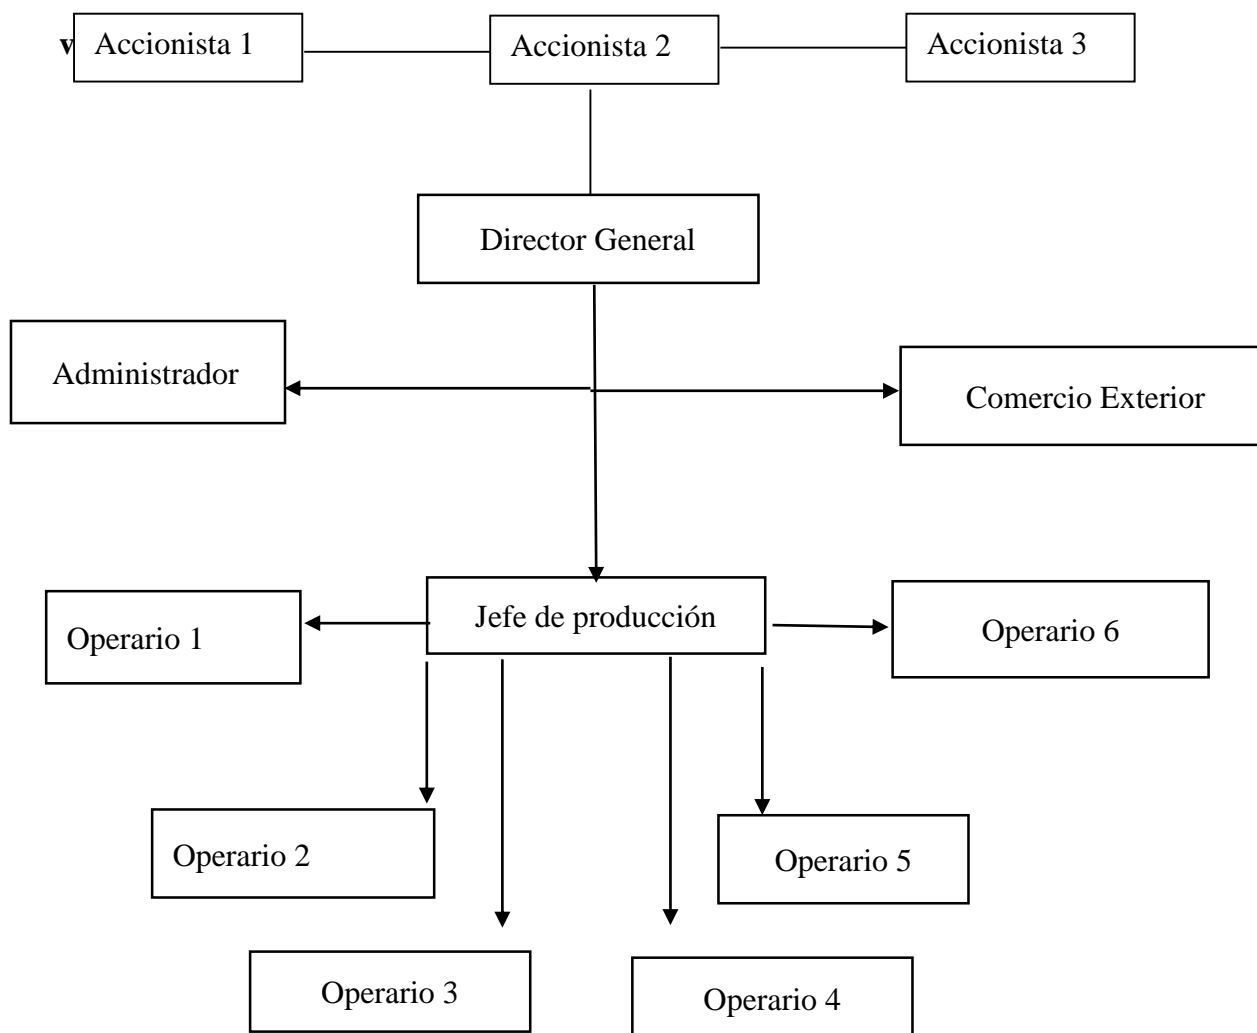 v
Accionista 1
Accionista 2
Accionista 3
Director General
Administrador
Comercio Exterior
Jefe de producción
Operario 1
Operario 6
Operario 2
Operario 5
Operario 3
Operario 4